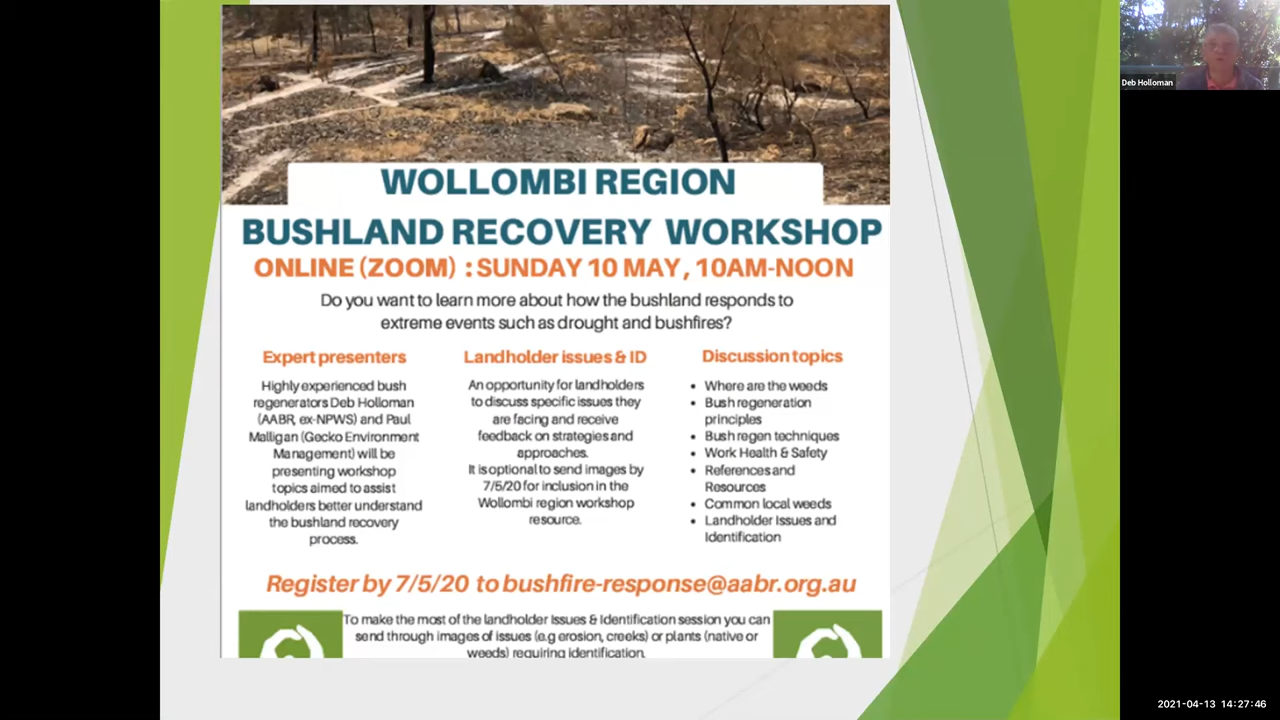 WOLLOMBI REGION
BUSHLAND RECOVERY WORKSHOP
ONLINE (ZOOM) : SUNDAY 10 MAY, 10AM-NOON
Do you want to learn more about how the bushland responds to
extreme events such as drought and bushfires?
Expert presenters
Highly experienced bush
regenerators Deb Holloman
(AABR, ex-NPWS) and Paul
Malligan (Gecko Environment
Management) will be
presenting workshop
topics aimed to assist
landholders better understand
the bushland recovery
process.
Landholder issues & ID
An opportunity for landholders
to discuss specific issues they
are facing and receive
feedback on strategies and
approaches.
It is optional to send images by
7/5/20 for inclusion in the
Wollombi region workshop
resource.
Discussion topics
• Where are the weeds
• Bush regeneration
principles
• Bush regen techniques
• Work Health & Safety
• References and
Resources
• Common local weeds
• Landholder Issues and
Identification
Register by 7/5/20 to bushfire-response@aabr.org.au
To make the most of the landholder Issues & Identification session you can
send through images of issues (e.g erosion, creeks) or plants (native or
weeds) requiring identification.
Deb Holloman
2021-04-13 14:27:46